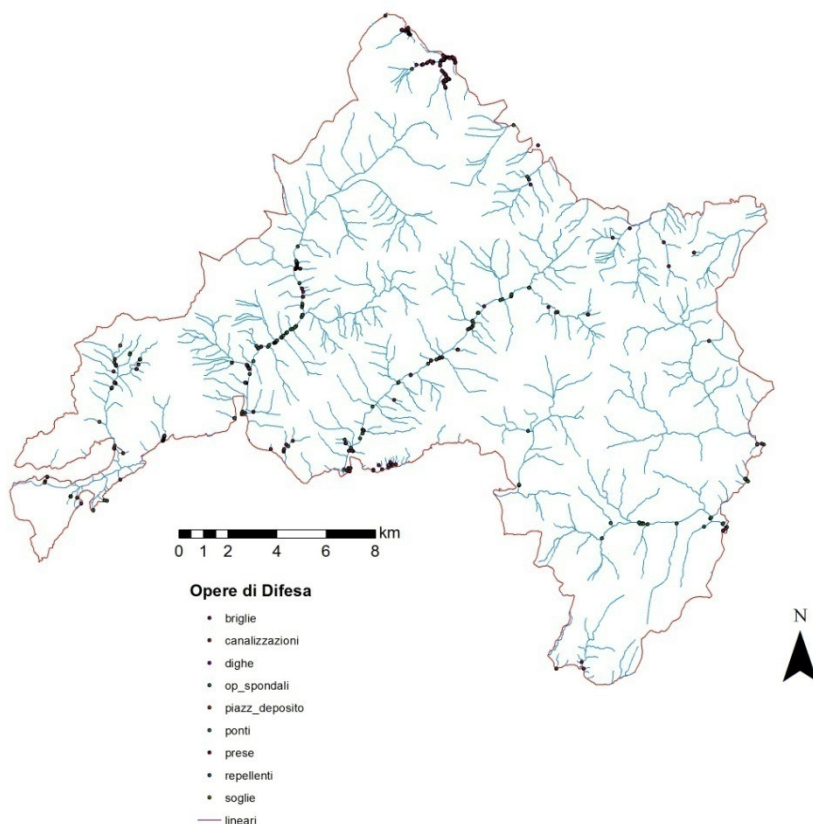 km
0 1 2 4 6 8
Opere di Difesa
briglie
canalizzazioni
dighe
op_spondali
piazz_deposito
ponti
prese
repellenti
soglie
lineari
N